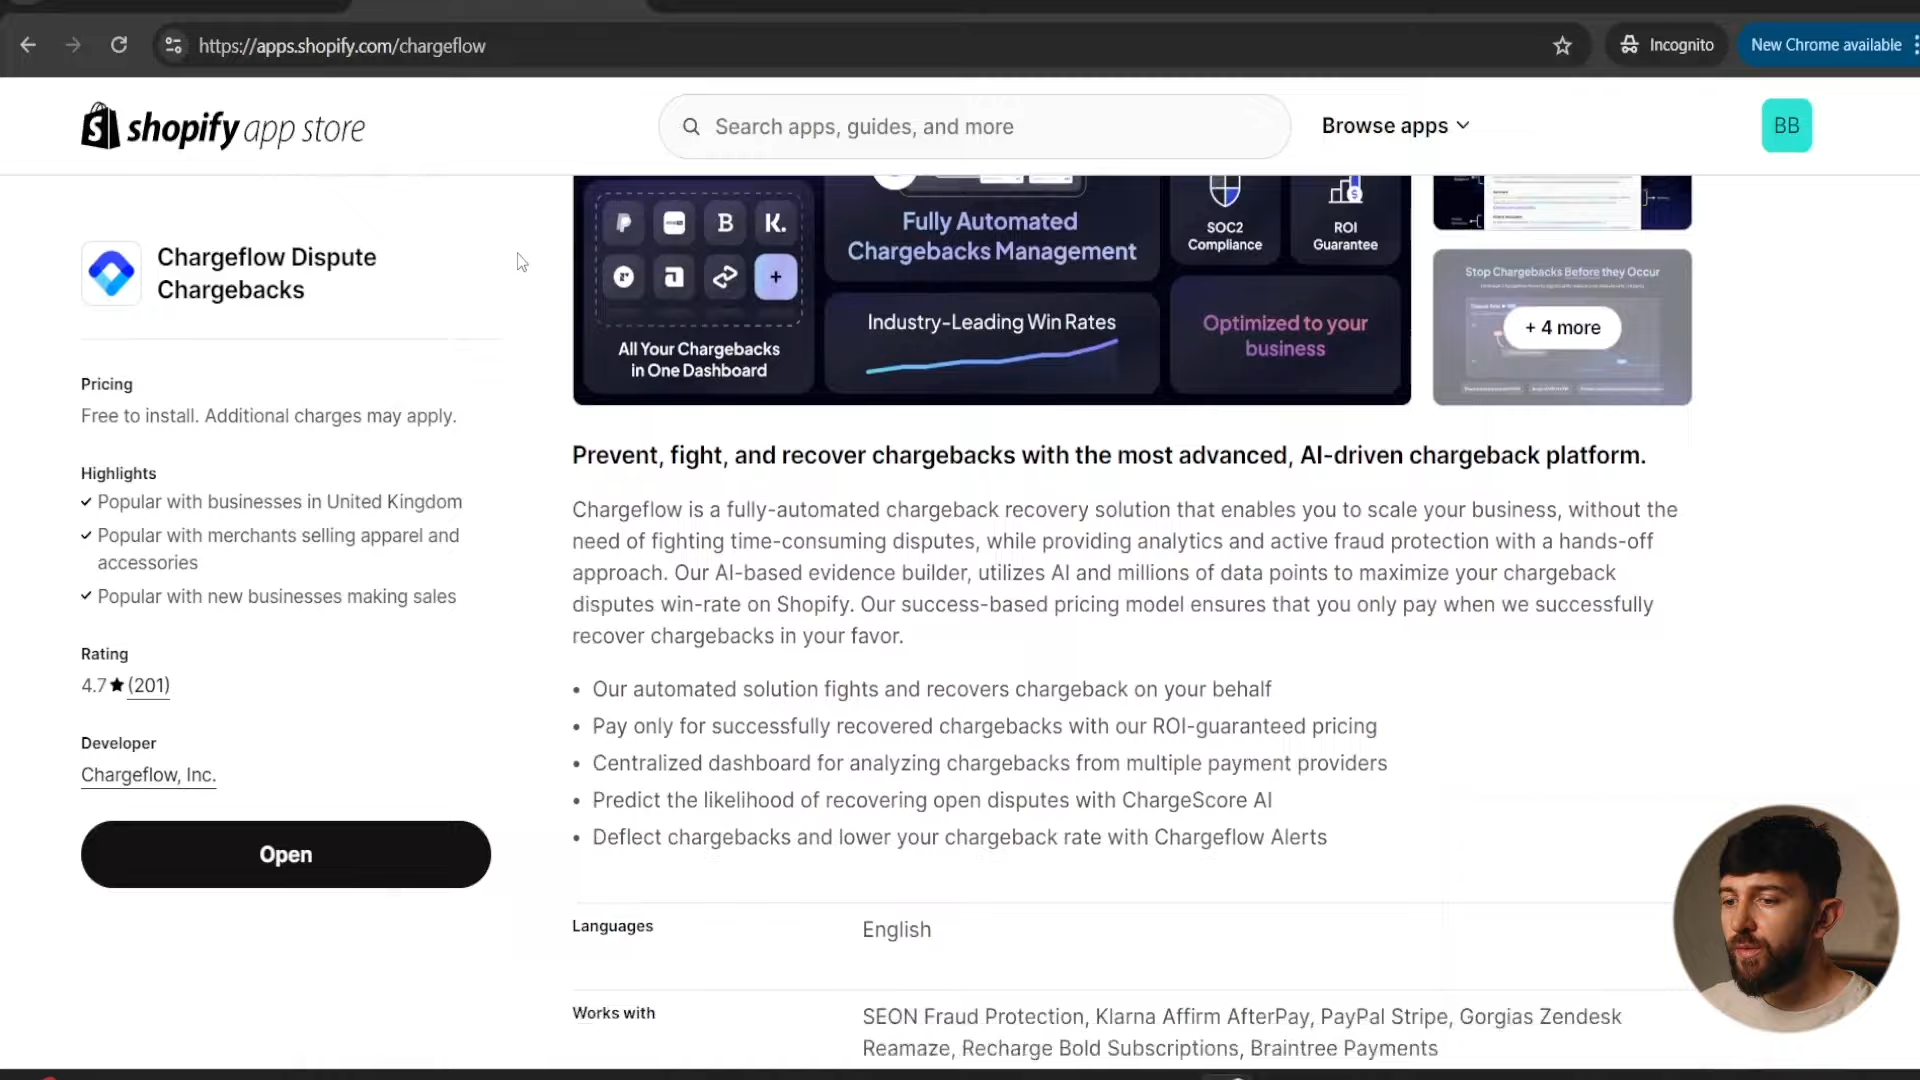 https://apps.shopify.com/chargeflow
Incognito
New Chrome available
shopify app store
Search apps, guides, and more
Browse apps
BB
Chargeflow Dispute
Chargebacks
Pricing
Free to install. Additional charges may apply.
Highlights
Popular with businesses in United Kingdom
Popular with merchants selling apparel and
accessories
Popular with new businesses making sales
Rating
4.7 (201)
Developer
Chargeflow, Inc.
Open
B
K.
All Your Chargebacks
in One Dashboard
Fully Automated
Chargebacks Management
Industry-Leading Win Rates
SOC2
Compliance
ROI
Guarantee
Optimized to your
business
Stop Chargebacks Before they Occur
+ 4 more
Prevent, fight, and recover chargebacks with the most advanced, AI-driven chargeback platform.
Chargeflow is a fully-automated chargeback recovery solution that enables you to scale your business, without the
need of fighting time-consuming disputes, while providing analytics and active fraud protection with a hands-off
approach. Our AI-based evidence builder, utilizes AI and millions of data points to maximize your chargeback
disputes win-rate on Shopify. Our success-based pricing model ensures that you only pay when we successfully
recover chargebacks in your favor.
• Our automated solution fights and recovers chargeback on your behalf
• Pay only for successfully recovered chargebacks with our ROI-guaranteed pricing
• Centralized dashboard for analyzing chargebacks from multiple payment providers
• Predict the likelihood of recovering open disputes with ChargeScore AI
• Deflect chargebacks and lower your chargeback rate with Chargeflow Alerts
Languages
English
Works with
SEON Fraud Protection, Klarna Affirm AfterPay, PayPal Stripe, Gorgias Zendesk
Reamaze, Recharge Bold Subscriptions, Braintree Payments